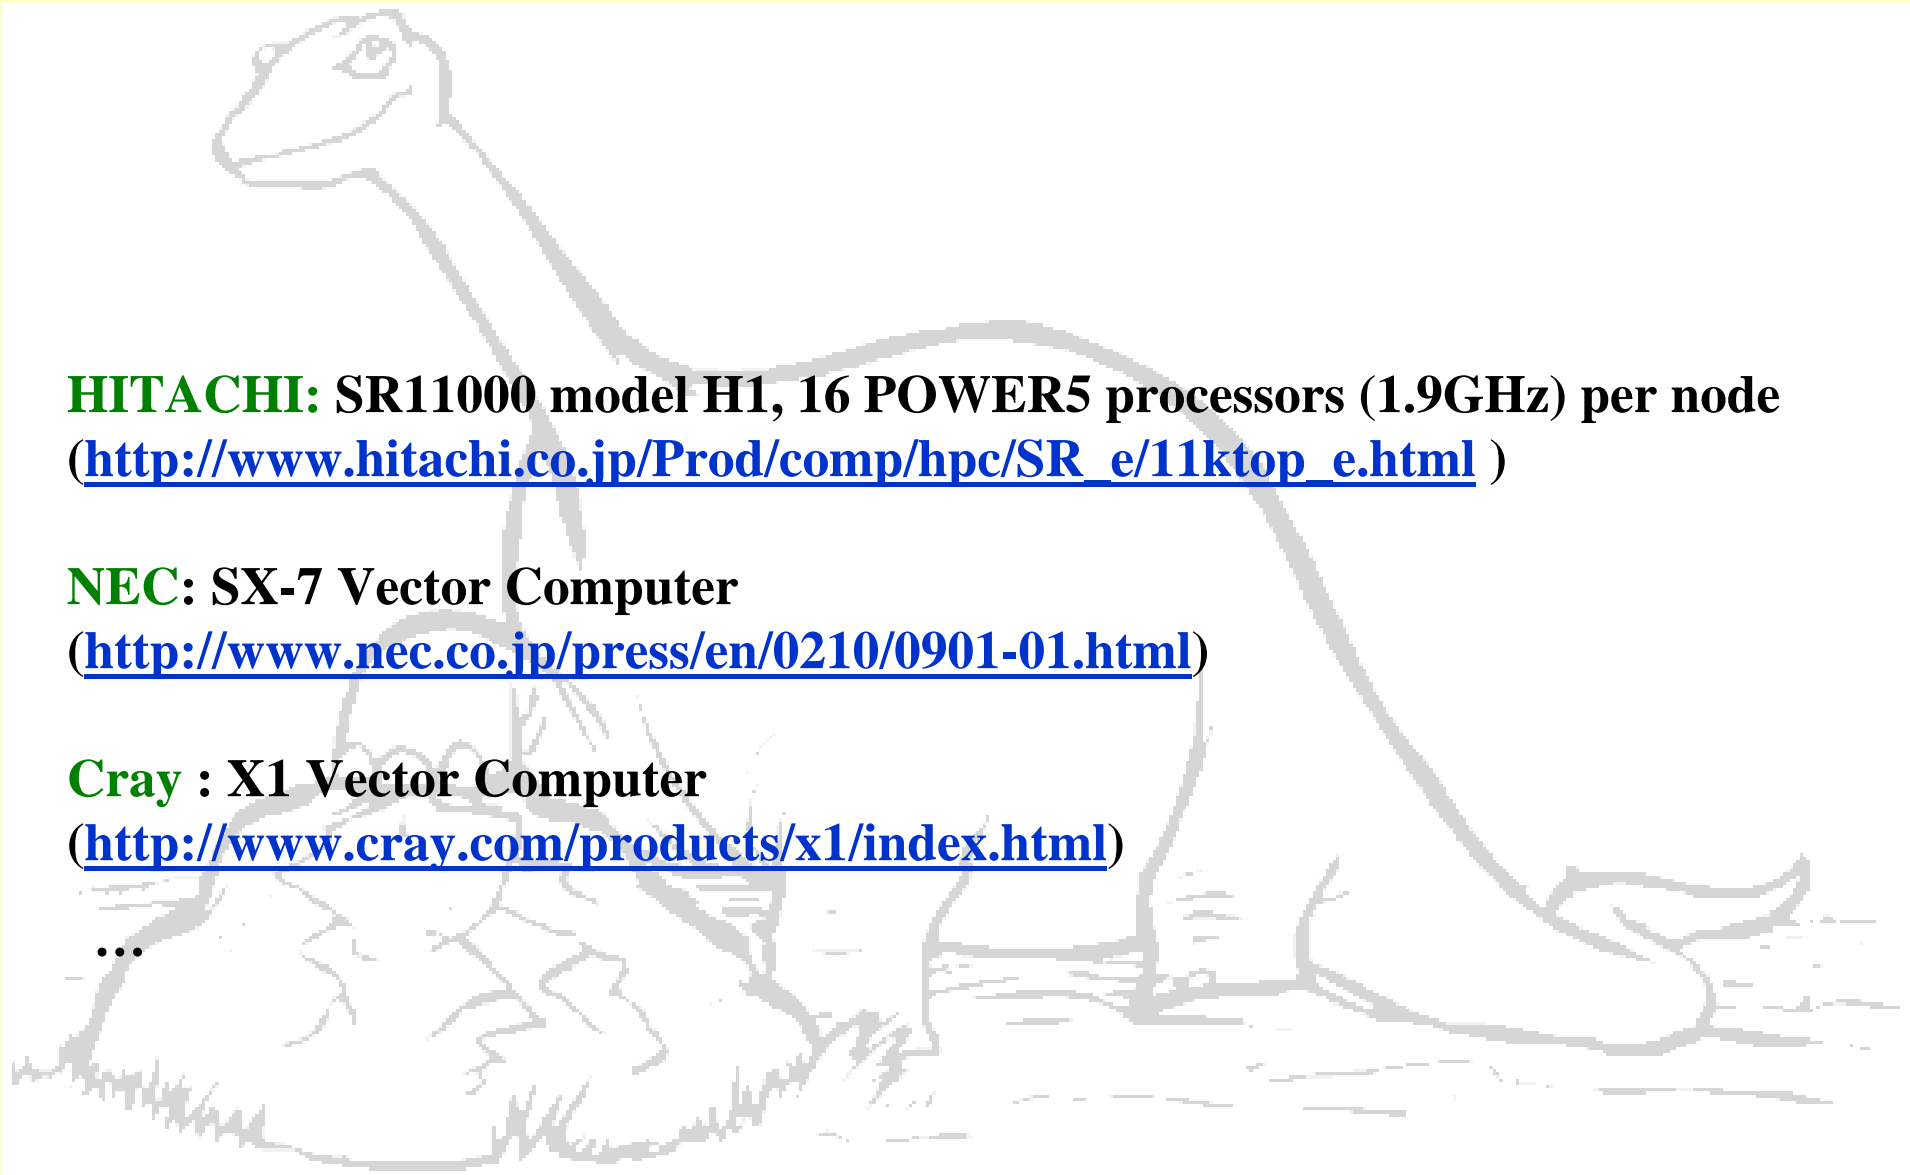 HITACHI: SR11000 model H1, 16 POWER5 processors (1.9GHz) per node
(http://www.hitachi.co.jp/Prod/comp/hpc/SR_e/11ktop_e.html )
NEC: SX-7 Vector Computer
(http://www.nec.co.jp/press/en/0210/0901-01.html)
Cray : X1 Vector Computer
(http://www.cray.com/products/x1/index.html)
…